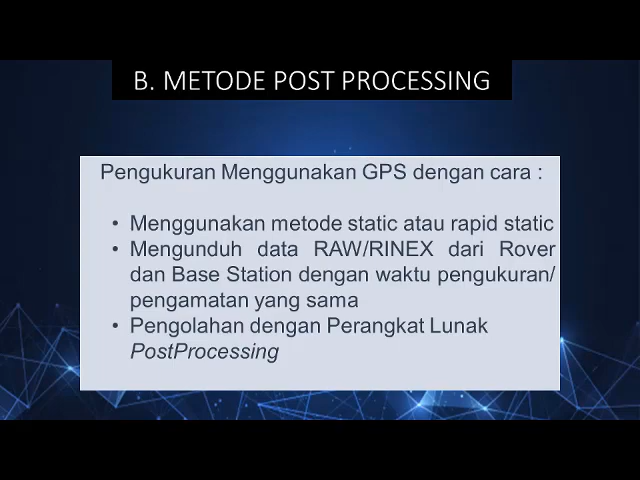 B. METODE POST PROCESSING
Pengukuran Menggunakan GPS dengan cara :
• Menggunakan metode static atau rapid static
• Mengunduh data RAW/RINEX dari Rover
dan Base Station dengan waktu pengukuran/
pengamatan yang sama
• Pengolahan dengan Perangkat Lunak
PostProcessing